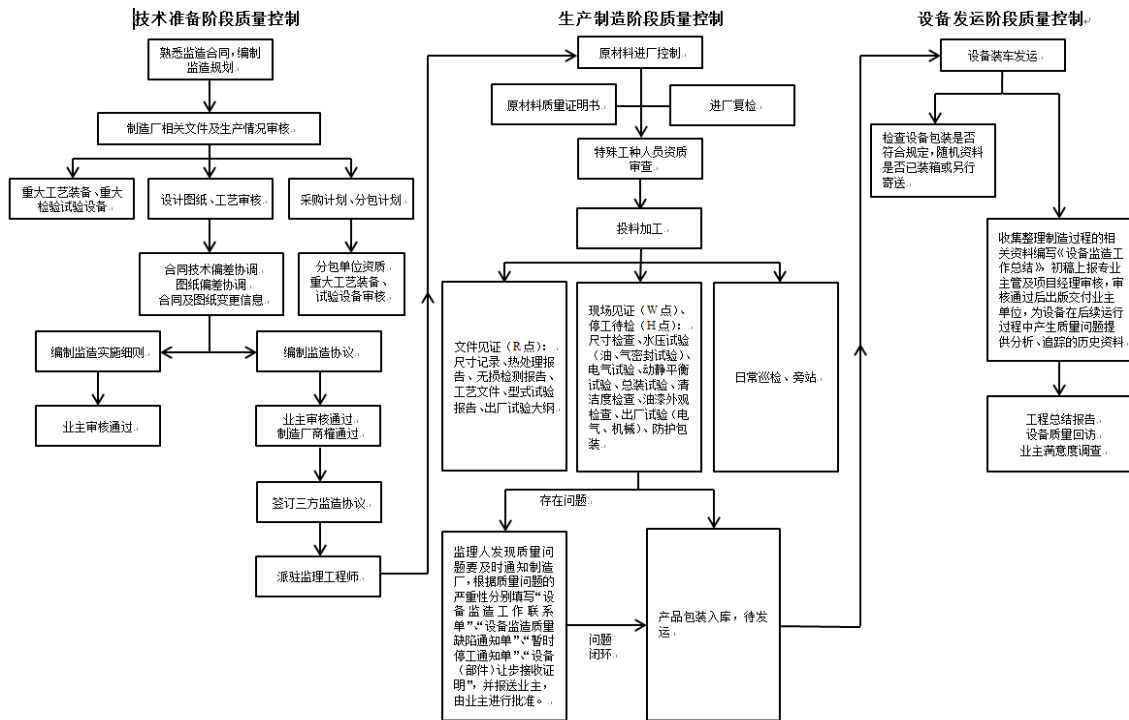 技术准备阶段质量控制
熟悉监造合同，编制
监造规划
制造厂相关文件及生产情况审核
重大工艺装备、重大
检验试验设备
设计图纸、工艺审核
采购计划、分包计划
合同技术偏差协调
图纸偏差协调
合同及图纸变更信息
分包单位资质
重大工艺装备、
试验设备审核
编制监造实施细则
编制监造协议
业主审核通过
业主审核通过
制造厂商榷通过
签订三方监造协议
派驻监理工程师
生产制造阶段质量控制
原材料进厂控制
原材料质量证明书
进厂复检
特殊工种人员资质
审查
投料加工
文件见证（R点）：
尺寸记录、热处理报
告、无损检测报告、
工艺文件、型式试验
报告、出厂试验大纲
现场见证（W点）、
停工待检（H点）：
尺寸检查、水压试验
（油、气密封试验）、
电气试验、动静平衡
试验、总装试验、清
洁度检查、油漆外观
检查、出厂试验（电
气、机械）、防护包
装
日常巡检、旁站
存在问题
监理人发现质量问
题要及时通知制造
厂，根据质量问题的
严重性分别填写“设
备监造工作联系
单”、“设备监造质量
缺陷通知单”、“暂时
停工通知单”、“设备
（部件）让步接收证
明”，并报送业主，
由业主进行批准。
问题
闭环
产品包装入库，待发
运
设备发运阶段质量控制
设备装车发运
检查设备包装是否
符合规定，随机资料
是否已装箱或另行
寄送
收集整理制造过程的相
关资料编写《设备监造工
作总结》，初稿上报专业
主管及项目经理审核，审
核通过后出版交付业主
单位，为设备在后续运行
过程中产生质量问题提
供分析、追踪的历史资料
工程总结报告
设备质量回访
业主满意度调查